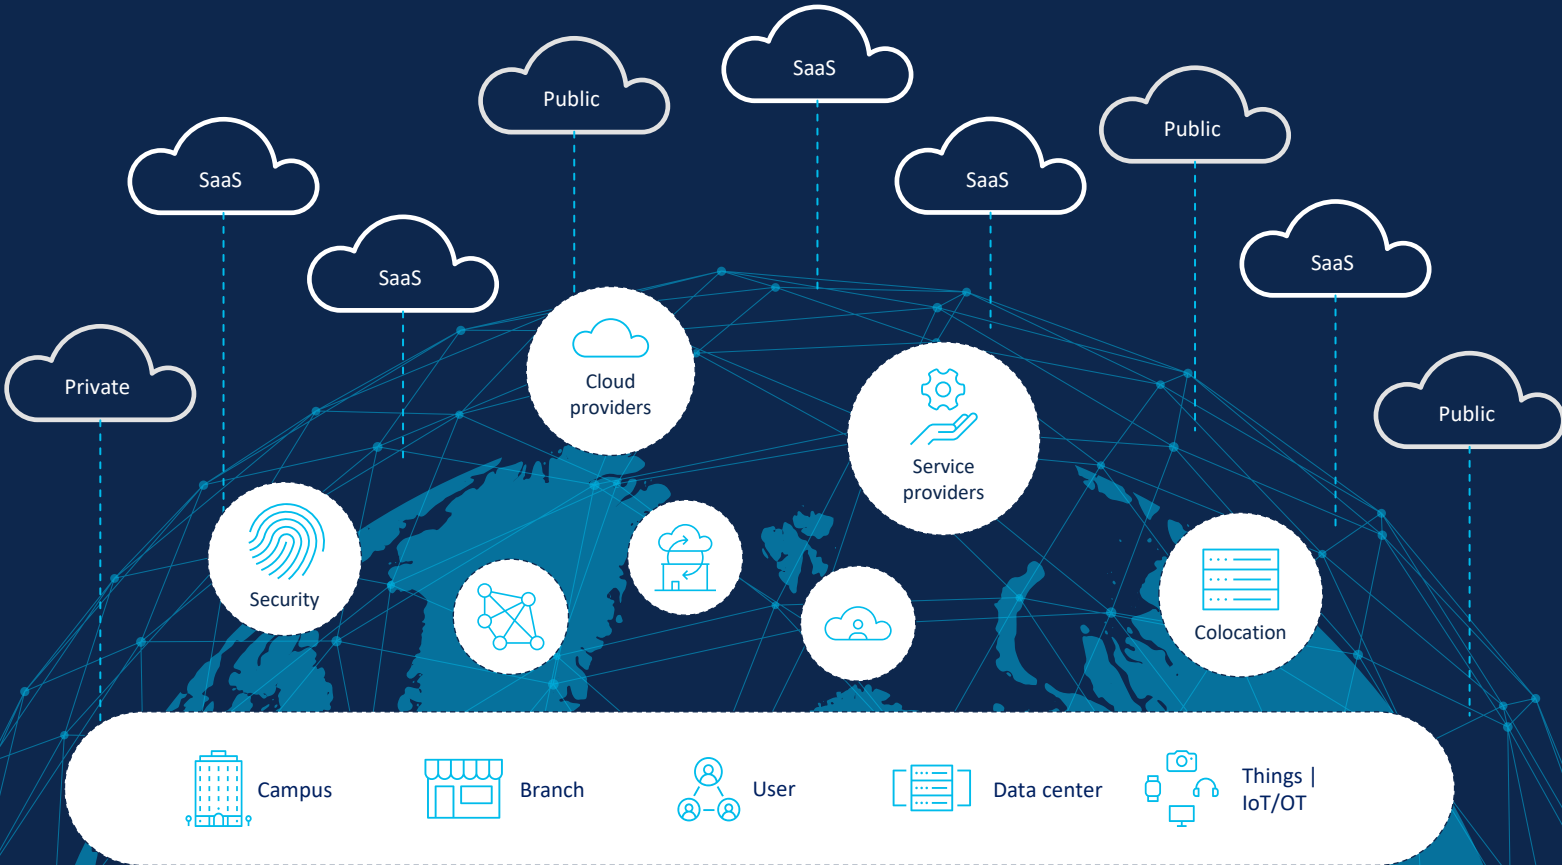 SaaS
Public
SaaS
Public
SaaS
SaaS
SaaS
SaaS
Private
Public
Cloud
providers
Service
providers
Security
Colocation
Campus
Branch
User
Data center
Things |
IoT/OT